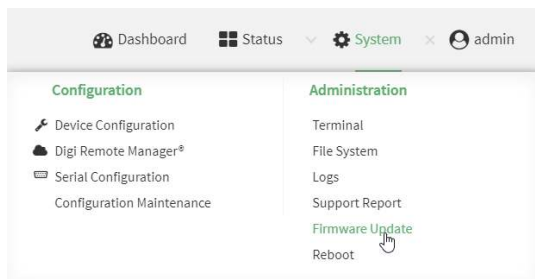 Dashboard Status System admin
Configuration
Device Configuration
Digi Remote Manager®
Serial Configuration
Configuration Maintenance
Administration
Terminal
File System
Logs
Support Report
Firmware Update
Reboot